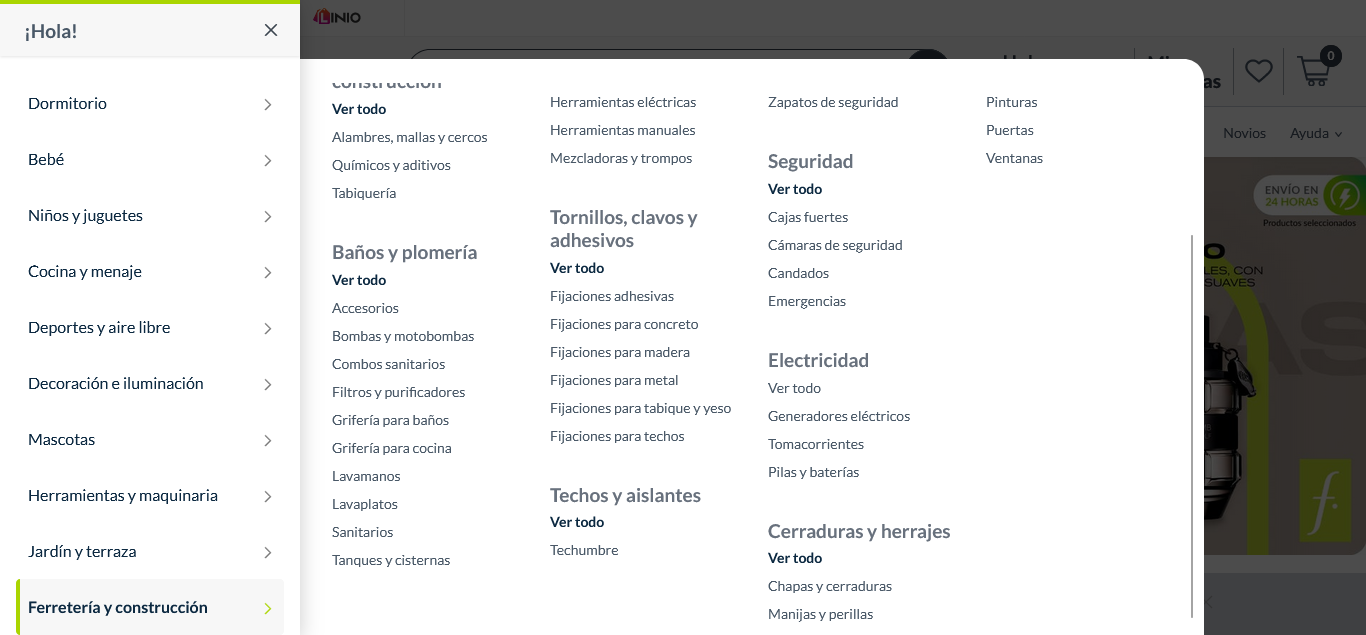 ¡Hola!
Dormitorio
Bebé
Niños y juguetes
Cocina y menaje
Deportes y aire libre
Decoración e iluminación
Mascotas
Herramientas y maquinaria
Jardín y terraza
Ferretería y construcción
construcción
Ver todo
Alambres, mallas y cercos
Químicos y aditivos
Tabiquería
Baños y plomería
Ver todo
Accesorios
Bombas y motobombas
Combos sanitarios
Filtros y purificadores
Grifería para baños
Grifería para cocina
Lavamanos
Lavaplatos
Sanitarios
Tanques y cisternas
Herramientas eléctricas
Herramientas manuales
Mezcladoras y trompos
Tornillos, clavos y
adhesivos
Ver todo
Fijaciones adhesivas
Fijaciones para concreto
Fijaciones para madera
Fijaciones para metal
Fijaciones para tabique y yeso
Fijaciones para techos
Techos y aislantes
Ver todo
Techumbre
Zapatos de seguridad
Seguridad
Ver todo
Cajas fuertes
Cámaras de seguridad
Candados
Emergencias
Electricidad
Ver todo
Generadores eléctricos
Tomacorrientes
Pilas y baterías
Cerraduras y herrajes
Ver todo
Chapas y cerraduras
Manijas y perillas
Pinturas
Puertas
Ventanas
LINIO
0
Novios
Ayuda
ENVÍO EN
24 HORAS
Productos seleccionados
LES, CON
SUAVES
f.